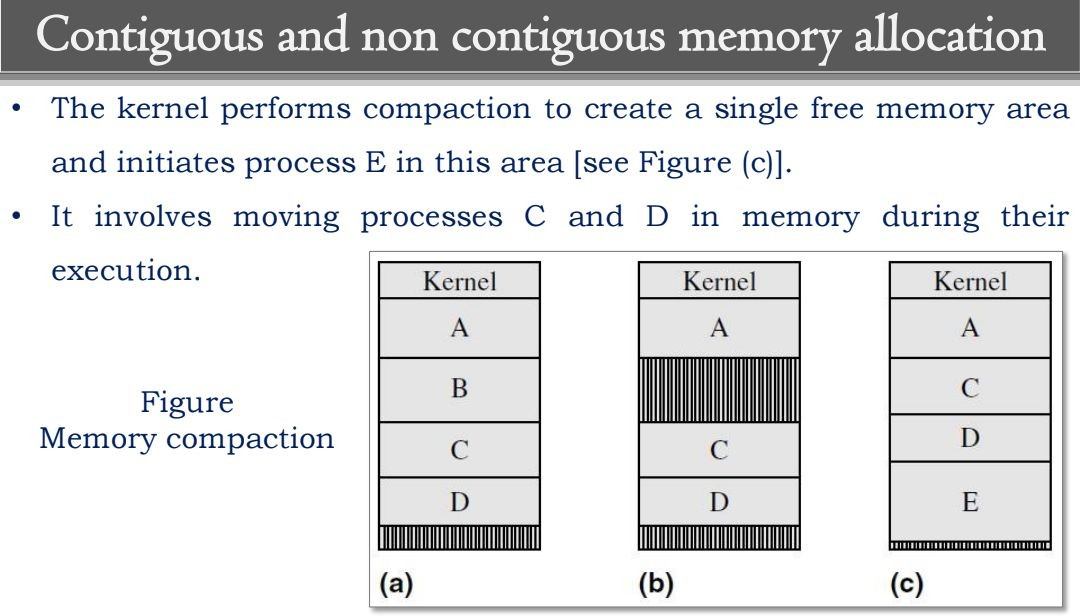 Contiguous and non contiguous memory allocation
• The kernel performs compaction to create a single free memory area
and initiates process E in this area [see Figure (c)].
• It involves moving processes C and D in memory during their
execution.
Figure
Memory compaction
Kernel
A
B
C
D
(a)
Kernel
A
C
D
(b)
Kernel
A
C
D
E
(c)